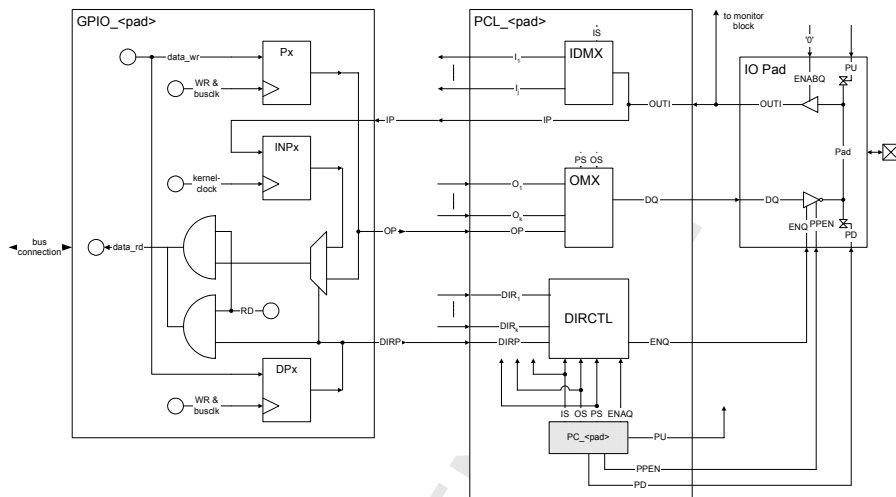 GPIO_<pad>
PCL_<pad>
to monitor
block
'0'
IS
IDMX
IO Pad
data_wr
Px
I1
Ij
ENABQ
PU
WR &
busclk
OUTI
OUTI
IP
IP
INPx
Pad
kernel-
clock
PS OS
OMX
O1
Ok
OP
OP
DQ
DQ
ENQ
PPEN
PD
bus
connection
data_rd
RD
DIR1
DIRk
DIRCTL
DIRP
DIRP
ENQ
DPx
WR &
busclk
IS OS PS ENAQ
PC_<pad>
PU
PPEN
PD